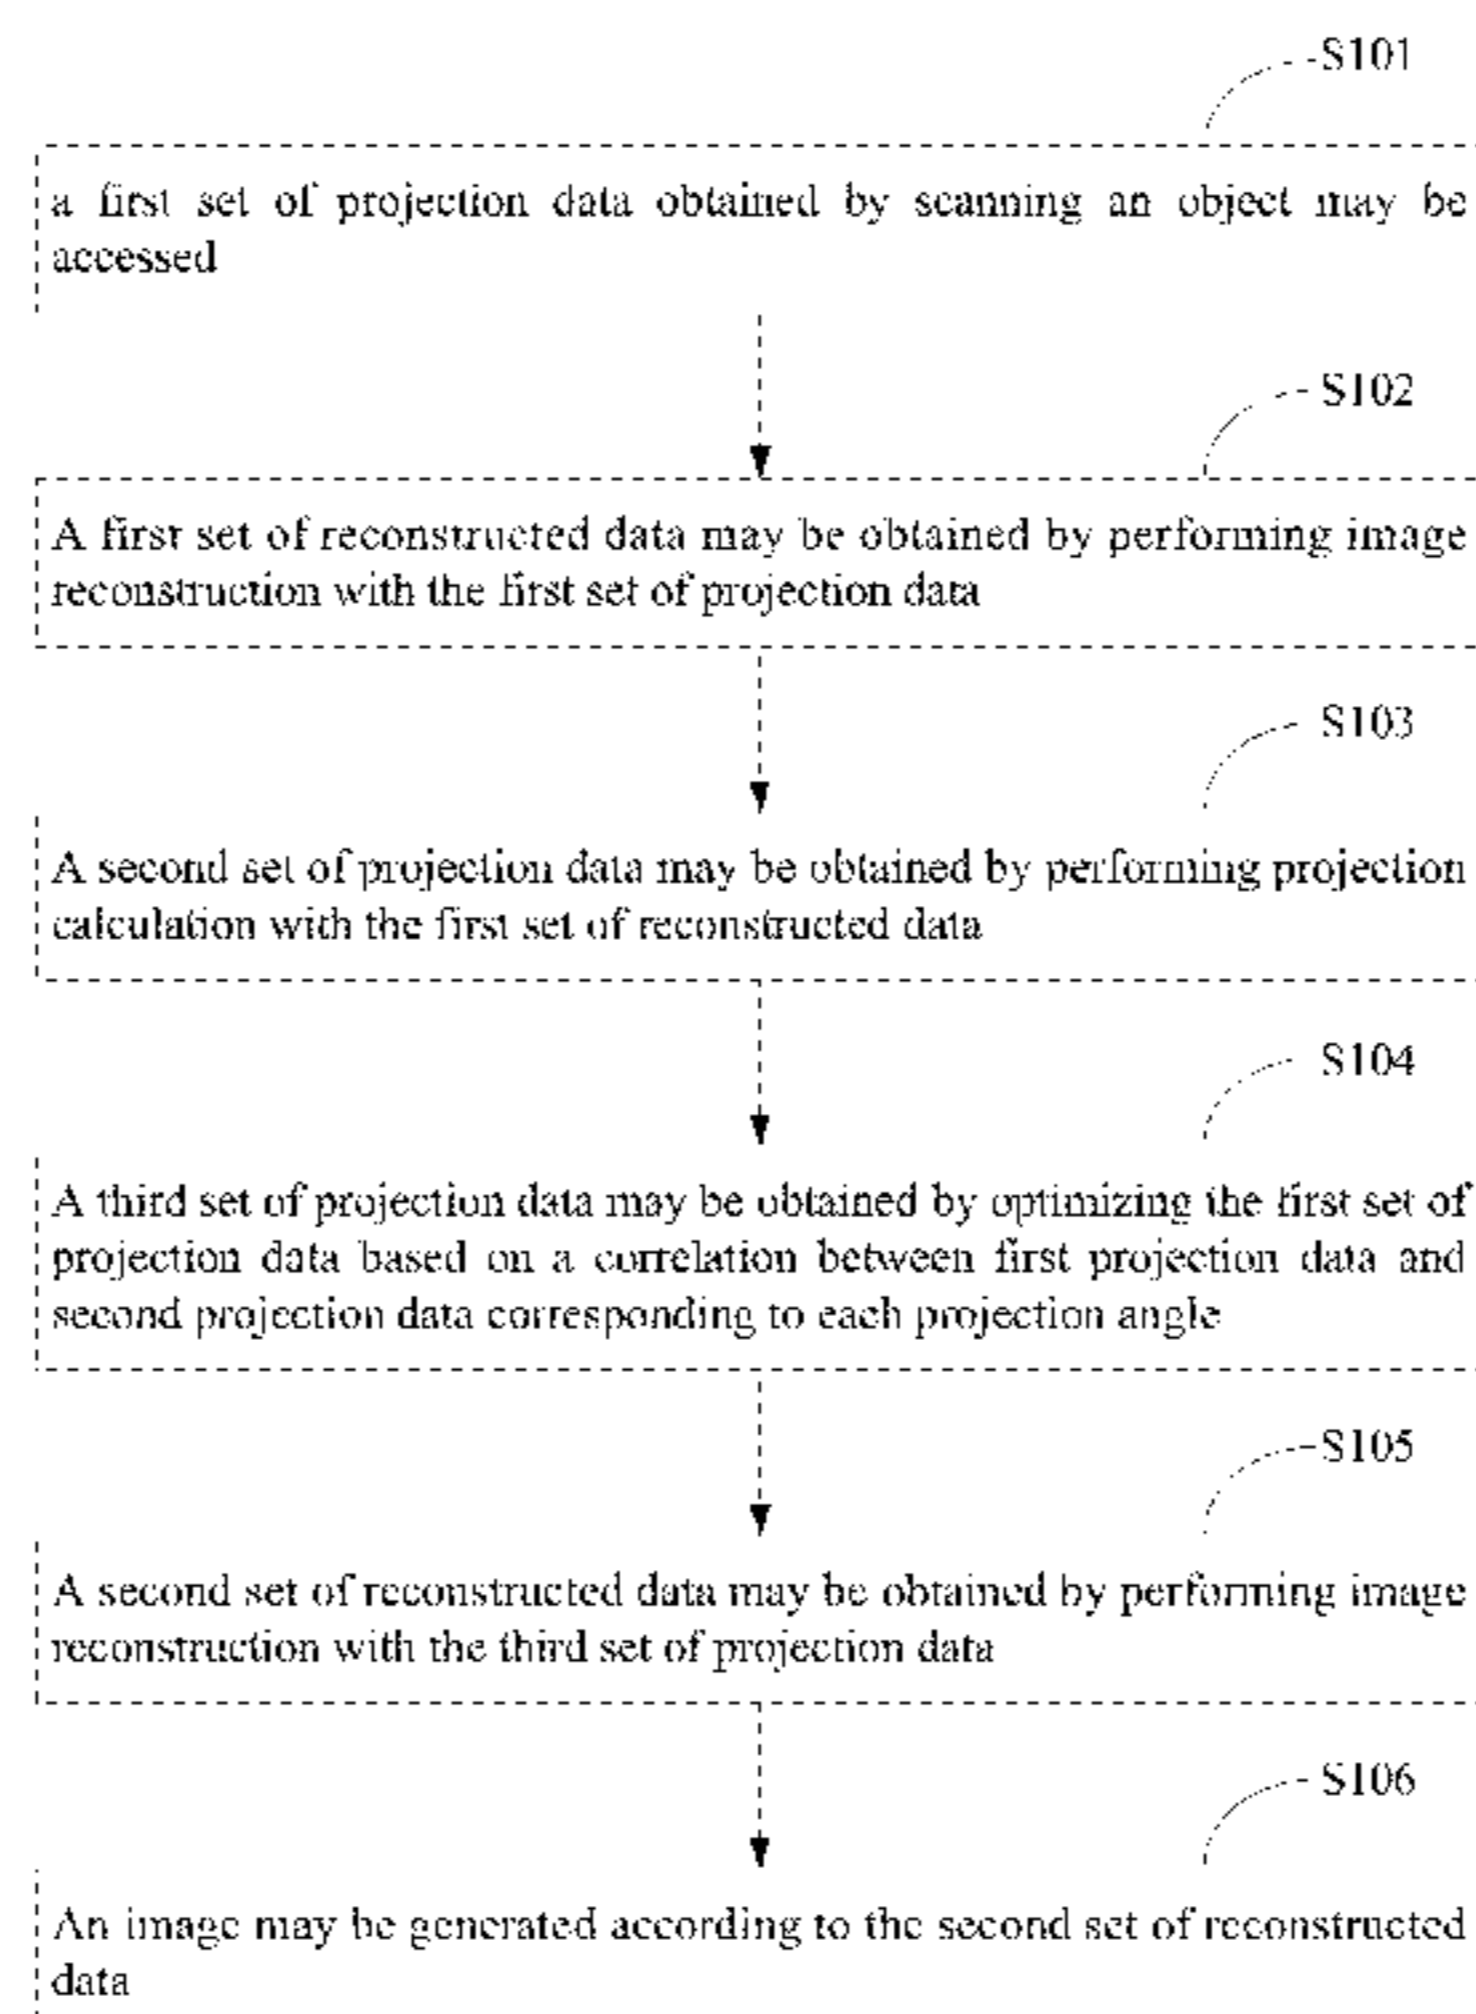 S101
a first set of projection data obtained by scanning an object may be
accessed
S102
A first set of reconstructed data may be obtained by performing image
reconstruction with the first set of projection data
S103
A second set of projection data may be obtained by performing projection
calculation with the first set of reconstructed data
S104
A third set of projection data may be obtained by optimizing the first set of
projection data based on a correlation between first projection data and
second projection data corresponding to each projection angle
S105
A second set of reconstructed data may be obtained by performing image
reconstruction with the third set of projection data
S106
An image may be generated according to the second set of reconstructed
data